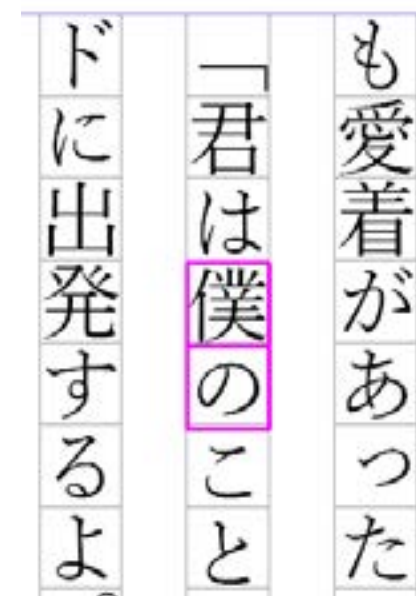 も愛着があった
「君は僕のこと
ドに出発するよ。